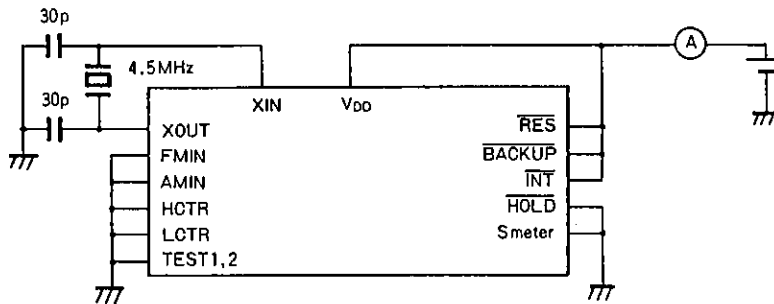 30p
A
4.5MHz
30p
XIN
VDD
XOUT
RES
FMIN
BACKUP
AMIN
INT
HCTR
HOLD
LCTR
Smeter
TEST1,2